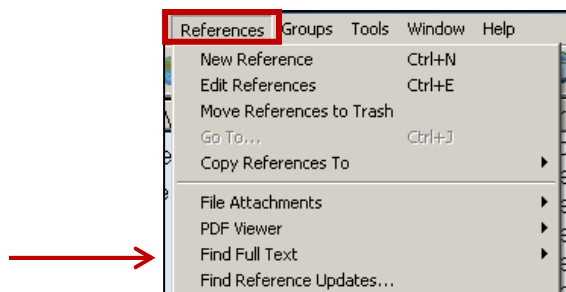 References Groups Tools Window Help
New Reference Ctrl+N
Edit References Ctrl+E
Move References to Trash
Go To... Ctrl+J
Copy References To
File Attachments
PDF Viewer
Find Full Text
Find Reference Updates...